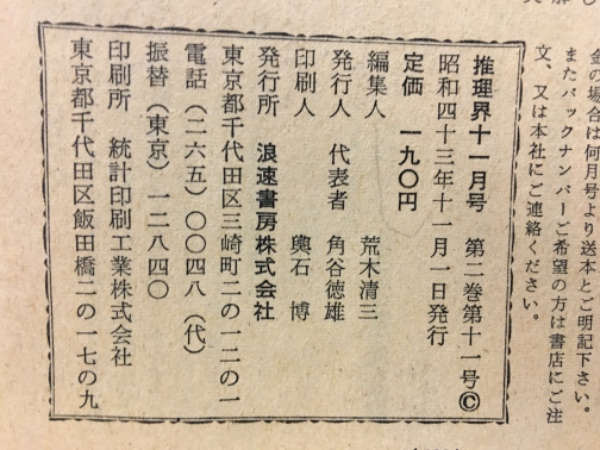 金の場合は何月号より送本とご明記下さい。
またバックナンバーご希望の方は書店にご注
文、又は本社にご連絡ください。
推理界十一月号　第二巻第十一号©
昭和四十三年十一月一日発行
定価　一九〇円
編集人　荒木清三
発行人　代表者　角谷徳雄
印刷人　輿石　博
発行所　浪速書房株式会社
東京都千代田区三崎町二の一二の一
電話（二六五）〇〇四八（代）
振替（東京）一二八四〇
印刷所　統計印刷工業株式会社
東京都千代田区飯田橋二の一七の九